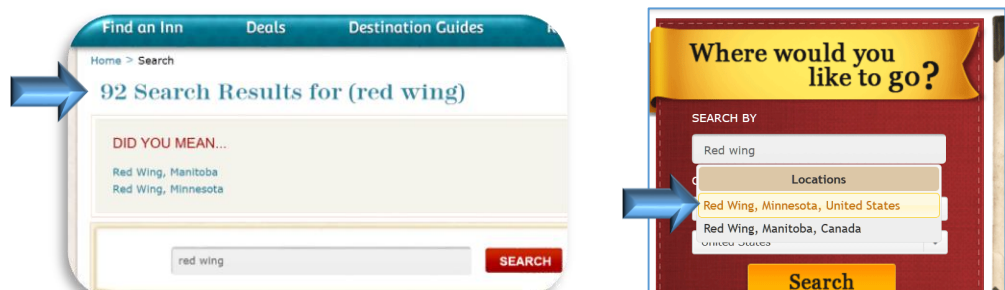 Find an Inn Deals Destination Guides
Home > Search
92 Search Results for (red wing)
DID YOU MEAN...
Red Wing, Manitoba
Red Wing, Minnesota
red wing SEARCH
Where would you
like to go?
SEARCH BY
Red wing
Locations
Red Wing, Minnesota, United States
Red Wing, Manitoba, Canada
United States
Search